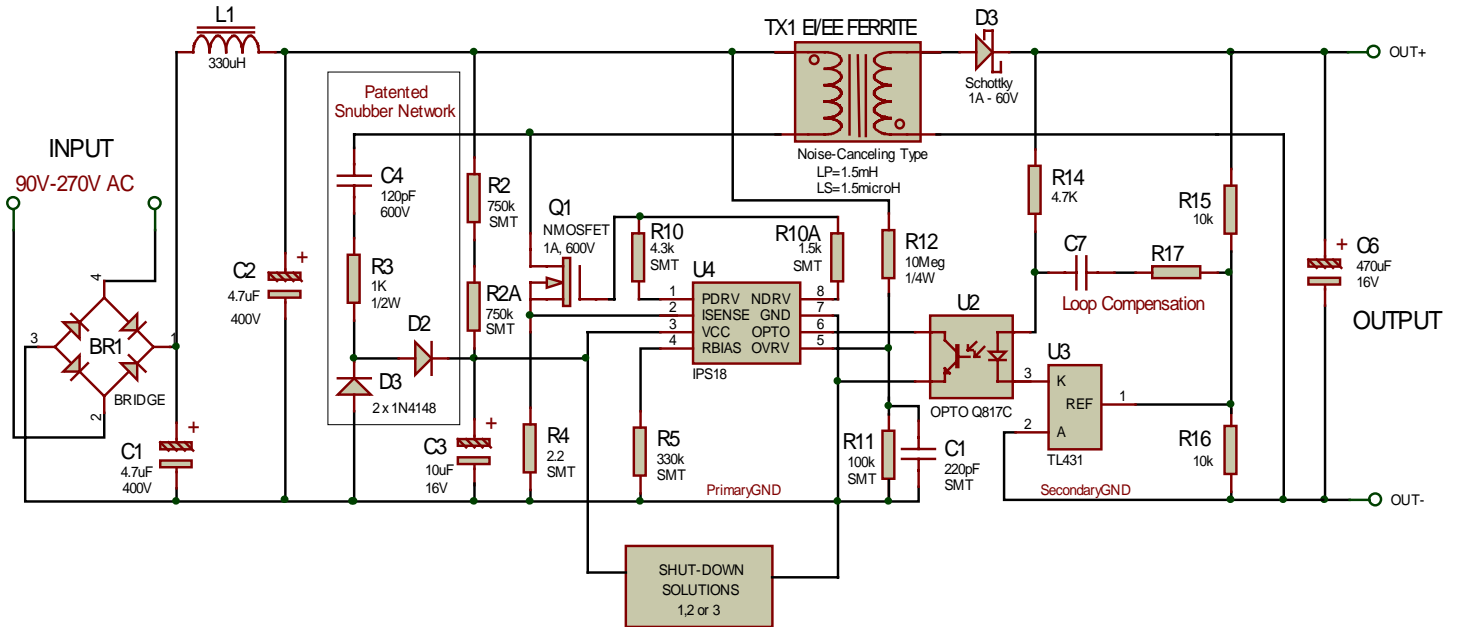 L1
330uH
TX1 EI/EE FERRITE
D3
Schottky
1A - 60V
OUT+
Patented
Snubber Network
Noise-Canceling Type
LP=1.5mH
LS=1.5microH
INPUT
90V-270V AC
C4
120pF
600V
R2
750k
SMT
Q1
NMOSFET
1A, 600V
R10
4.3k
SMT
R10A
1.5k
SMT
R12
10Meg
1/4W
R14
4.7K
R15
10k
C7
R17
Loop Compensation
C6
470uF
16V
OUTPUT
C2
4.7uF
400V
R3
1K
1/2W
R2A
750k
SMT
U4
1 PDRV NDRV 8
2 ISENSE GND 7
3 VCC OPTO 6
4 RBIAS OVRV 5
IPS18
U2
OPTO Q817C
U3
3 K
REF 1
2 A
TL431
4
3
1
2
BR1
BRIDGE
D2
D3
2 x 1N4148
C1
4.7uF
400V
C3
10uF
16V
R4
2.2
SMT
R5
330k
SMT
R11
100k
SMT
C1
220pF
SMT
R16
10k
PrimaryGND
SecondaryGND
OUT-
SHUT-DOWN
SOLUTIONS
1,2 or 3